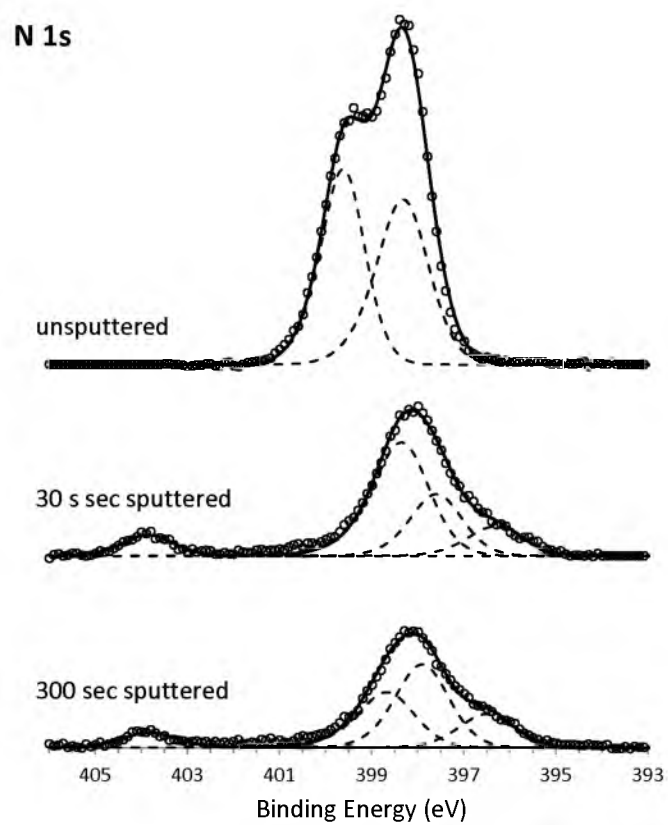 N 1s
unsputtered
30 s sec sputtered
300 sec sputtered
405 403 401 399 397 395 393
Binding Energy (eV)